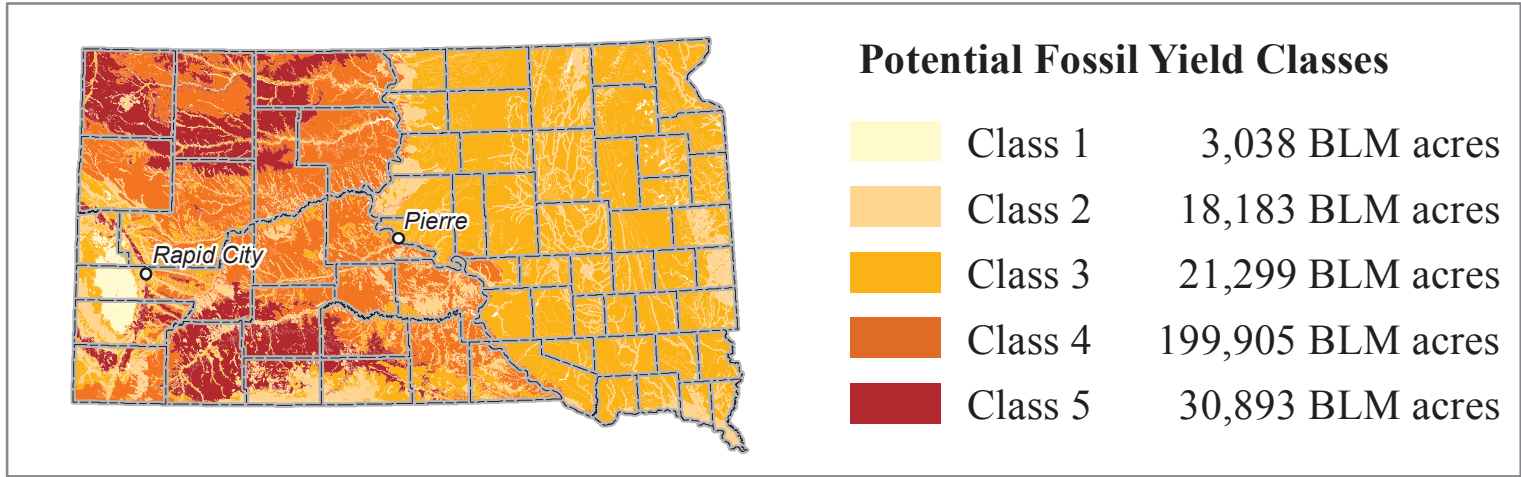 Potential Fossil Yield Classes
Class 1 3,038 BLM acres
Class 2 18,183 BLM acres
Class 3 21,299 BLM acres
Class 4 199,905 BLM acres
Class 5 30,893 BLM acres
Pierre
Rapid City